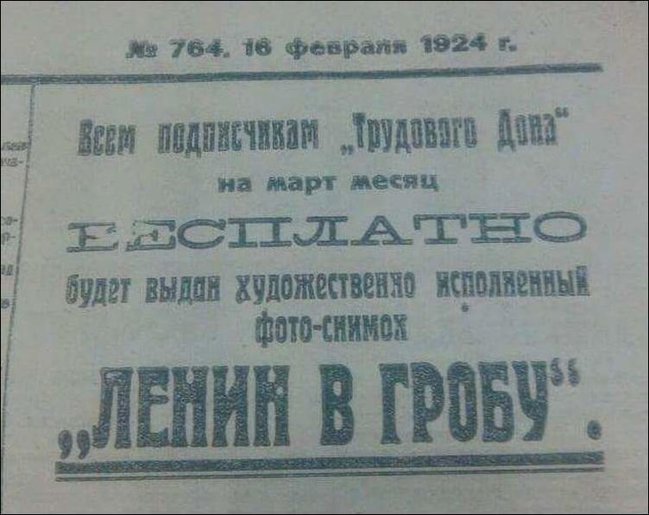 № 764. 16 февраля 1924 г.
Всем подписчикам „Трудового Дона“
на март месяц
БЕСПЛАТНО
будет выдан художественно исполненный
фото-снимок
„ЛЕНИН В ГРОБУ“.